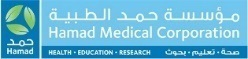 مؤسسة حمد الطبية
Hamad Medical Corporation
حمد
Hamad
HEALTH • EDUCATION • RESEARCH صحة • تعليم • بحوث